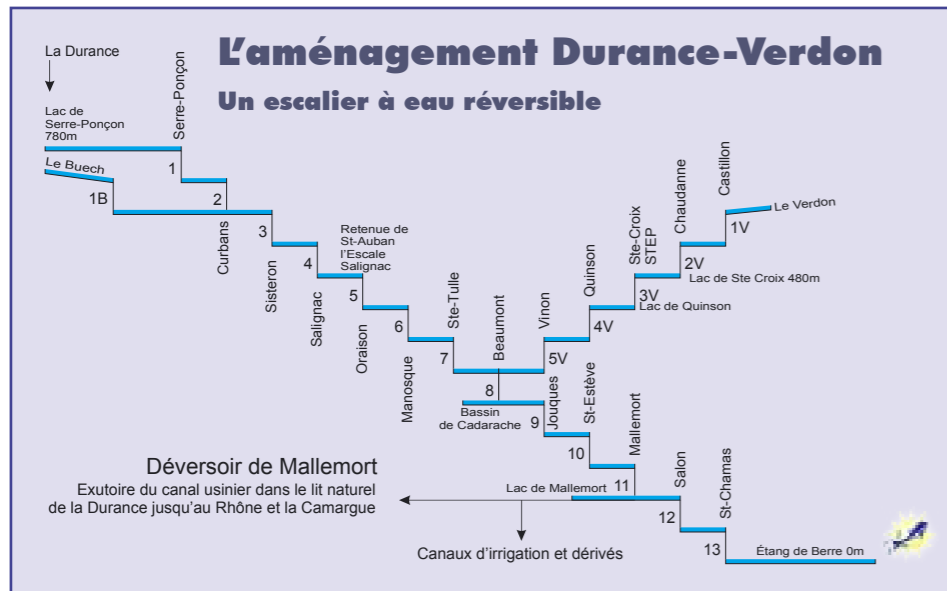 L'aménagement Durance-Verdon
Un escalier à eau réversible
La Durance
Lac de
Serre-Ponçon
780m
Serre-Ponçon
Le Buech
1
1B
2
Curbans
3
Sisteron
Retenue de
St-Auban
l'Escale
Salignac
4
Salignac
5
Oraison
6
Manosque
Ste-Tulle
7
Beaumont
8
Bassin
de Cadarache
Vinon
5V
Quinson
4V
Ste-Croix
STEP
3V
Lac de Quinson
Chaudanne
2V
Lac de Ste Croix 480m
Castillon
1V
Le Verdon
Jouques
9
St-Estève
10
Mallemort
11
Lac de Mallemort
Salon
12
St-Chamas
13
Étang de Berre 0m
Déversoir de Mallemort
Exutoire du canal usinier dans le lit naturel
de la Durance jusqu'au Rhône et la Camargue
Canaux d'irrigation et dérivés